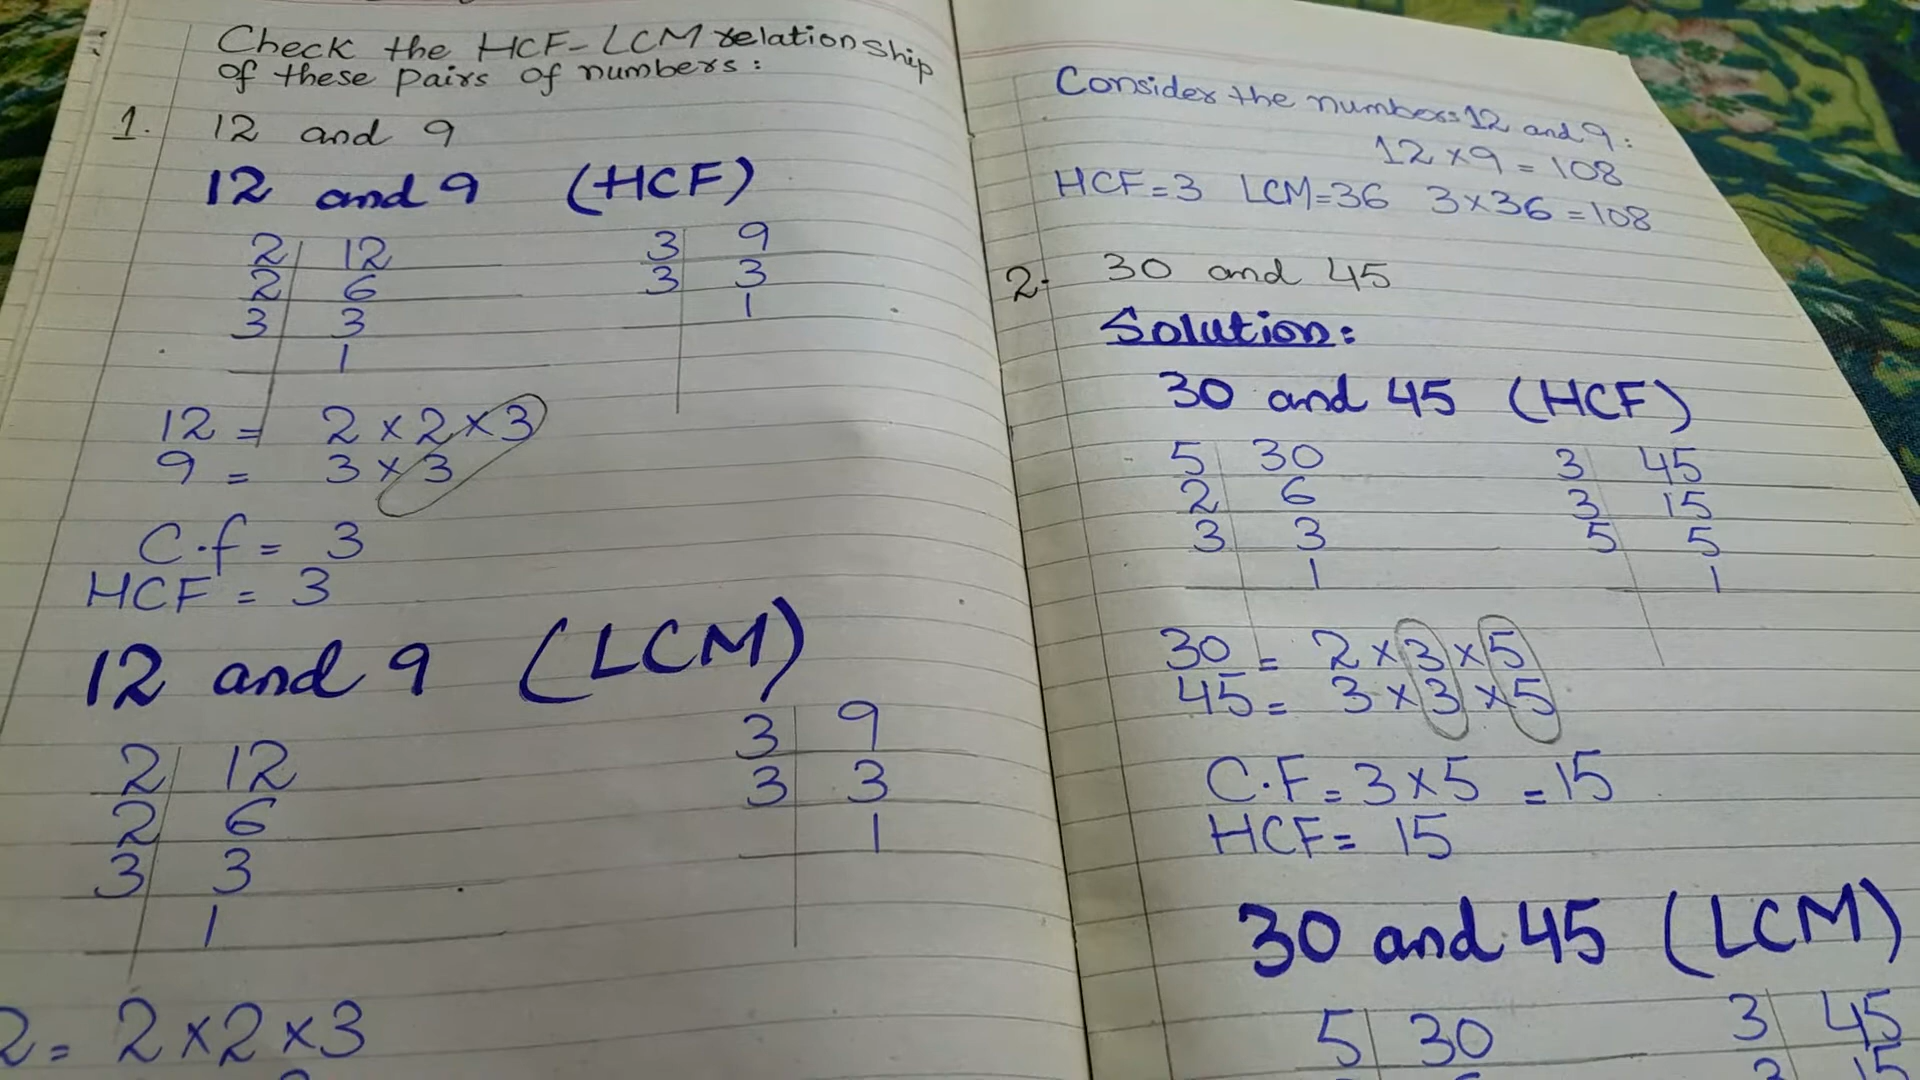 Check the HCF-LCM relationship
of these pairs of numbers:
1. 12 and 9
12 and 9 (HCF)
2 | 12    3 | 9
2 | 6    3 | 3
3 | 3    1
1
12 = 2 × 2 × 3
9 = 3 × 3
C.f = 3
HCF = 3
12 and 9 (LCM)
2 | 12    3 | 9
2 | 6    3 | 3
3 | 3    1
1
2 = 2 × 2 × 3
Consider the numbers 12 and 9:
12 × 9 = 108
HCF = 3 LCM = 36 3 × 36 = 108
2. 30 and 45
Solution:
30 and 45 (HCF)
5 | 30    3 | 45
2 | 6    3 | 15
3 | 3    5 | 5
1    1
30 = 2 × 3 × 5
45 = 3 × 3 × 5
C.F = 3 × 5 = 15
HCF = 15
30 and 45 (LCM)
5 | 30    3 | 45
15